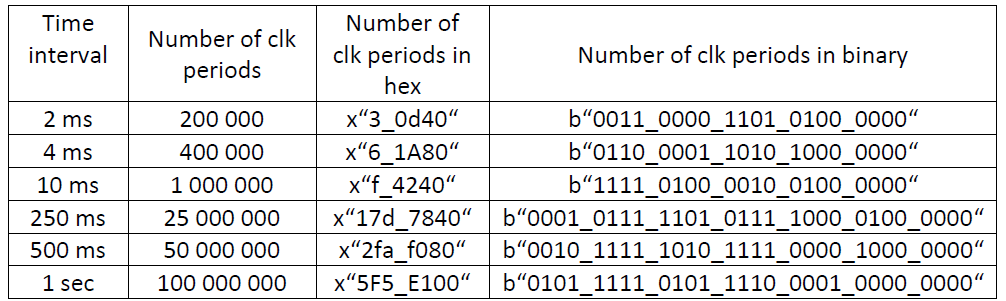 Time interval | Number of clk periods | Number of clk periods in hex | Number of clk periods in binary
2 ms | 200 000 | x“3_0d40“ | b“0011_0000_1101_0100_0000“
4 ms | 400 000 | x“6_1A80“ | b“0110_0001_1010_1000_0000“
10 ms | 1 000 000 | x“f_4240“ | b“1111_0100_0010_0100_0000“
250 ms | 25 000 000 | x“17d_7840“ | b“0001_0111_1101_0111_1000_0100_0000“
500 ms | 50 000 000 | x“2fa_f080“ | b“0010_1111_1010_1111_0000_1000_0000“
1 sec | 100 000 000 | x“5F5_E100“ | b“0101_1111_0101_1110_0001_0000_0000“